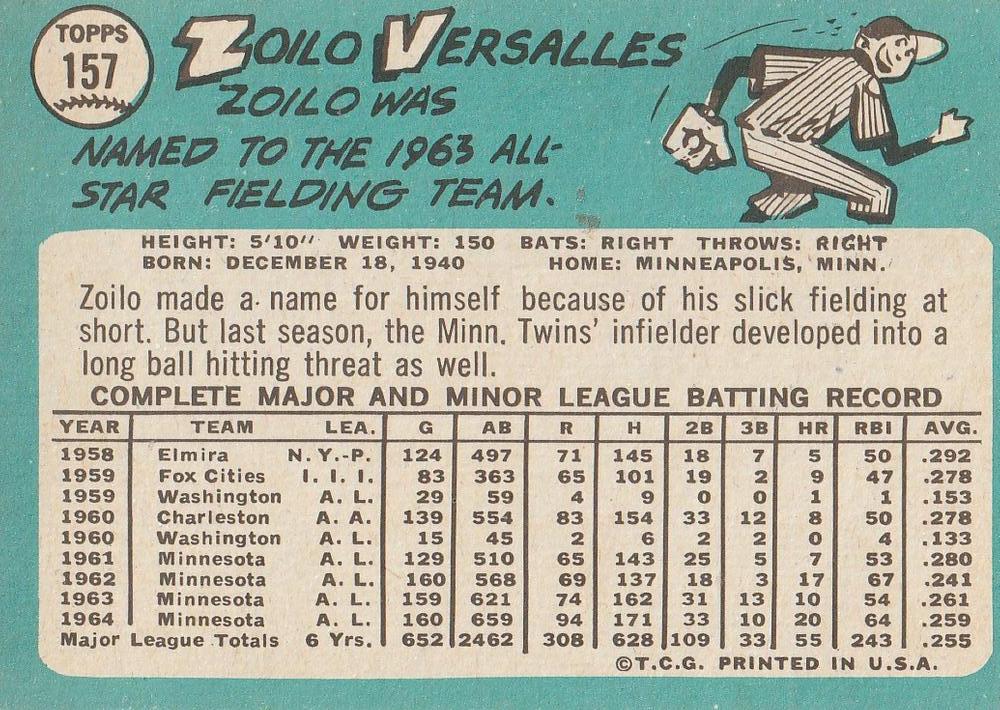 TOPPS
157
ZOILO VERSALLES
ZOILO WAS
NAMED TO THE 1963 ALL-
STAR FIELDING TEAM.
HEIGHT: 5'10" WEIGHT: 150 BATS: RIGHT THROWS: RIGHT
BORN: DECEMBER 18, 1940 HOME: MINNEAPOLIS, MINN.
Zoilo made a name for himself because of his slick fielding at
short. But last season, the Minn. Twins' infielder developed into a
long ball hitting threat as well.
COMPLETE MAJOR AND MINOR LEAGUE BATTING RECORD
YEAR TEAM LEA. G AB R H 2B 3B HR RBI AVG.
1958 Elmira N.Y.-P. 124 497 71 145 18 7 5 50 .292
1959 Fox Cities I. I. I. 83 363 65 101 19 2 9 47 .278
1959 Washington A. L. 29 59 4 9 0 0 1 1 .153
1960 Charleston A. A. 139 554 83 154 33 12 8 50 .278
1960 Washington A. L. 15 45 2 6 2 2 0 4 .133
1961 Minnesota A. L. 129 510 65 143 25 5 7 53 .280
1962 Minnesota A. L. 160 568 69 137 18 3 17 67 .241
1963 Minnesota A. L. 159 621 74 162 31 13 10 54 .261
1964 Minnesota A. L. 160 659 94 171 33 10 20 64 .259
Major League Totals 6 Yrs. 652 2462 308 628 109 33 55 243 .255
©T.C.G. PRINTED IN U.S.A.